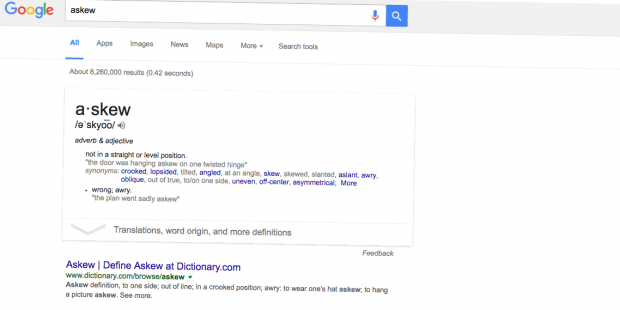 Google askew
All Apps Images News Maps More Search tools
About 8,260,000 results (0.42 seconds)
a·skew
/əˈskyo͞o/
adverb & adjective
not in a straight or level position.
"the door was hanging askew on one twisted hinge"
synonyms: crooked, lopsided, tilted, angled, at an angle, skew, skewed, slanted, aslant, awry,
oblique, out of true, to/on one side, uneven, off-center, asymmetrical; More
• wrong; awry.
"the plan went sadly askew"
Translations, word origin, and more definitions
Feedback
Askew | Define Askew at Dictionary.com
www.dictionary.com/browse/askew
Askew definition, to one side; out of line; in a crooked position; awry: to wear one's hat askew; to hang
a picture askew. See more.